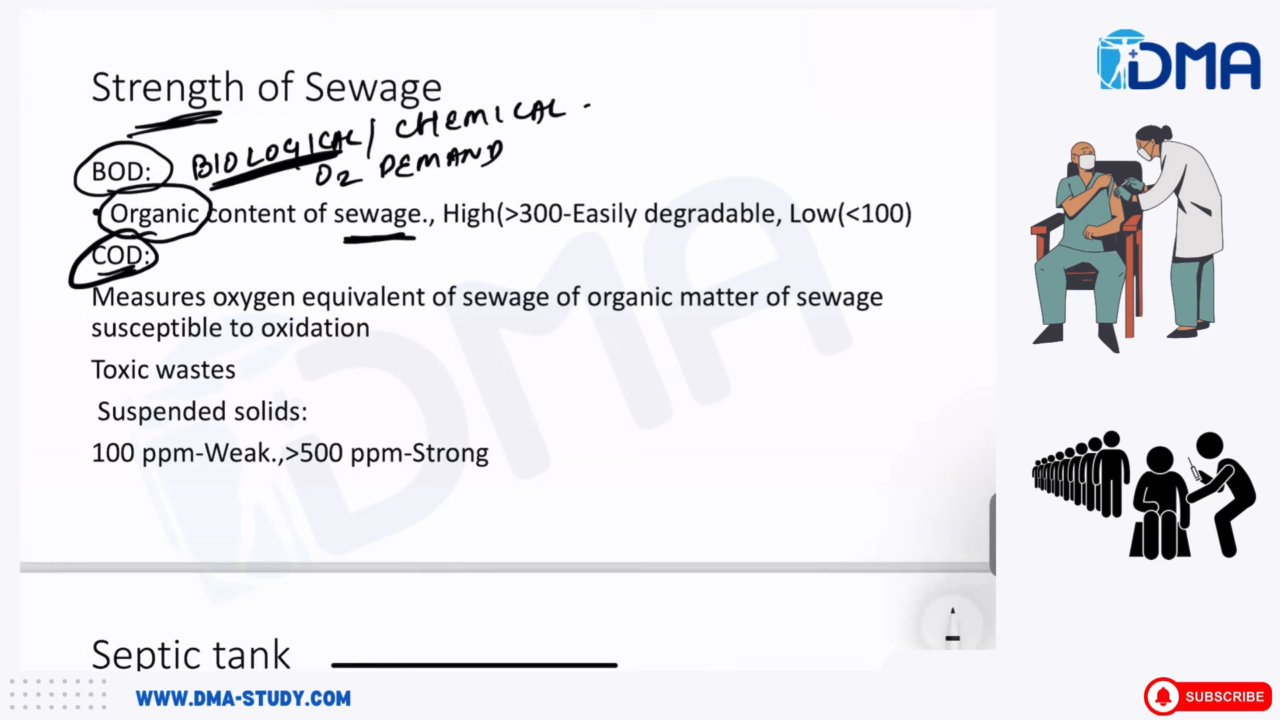 DMA
Strength of Sewage
BIOLOGICAL/ CHEMICAL
O2 DEMAND
BOD:
• Organic content of sewage., High(>300-Easily degradable, Low(<100)
COD:
Measures oxygen equivalent of sewage of organic matter of sewage
susceptible to oxidation
Toxic wastes
Suspended solids:
100 ppm-Weak.,>500 ppm-Strong
DMA
Septic tank
WWW.DMA-STUDY.COM
SUBSCRIBE